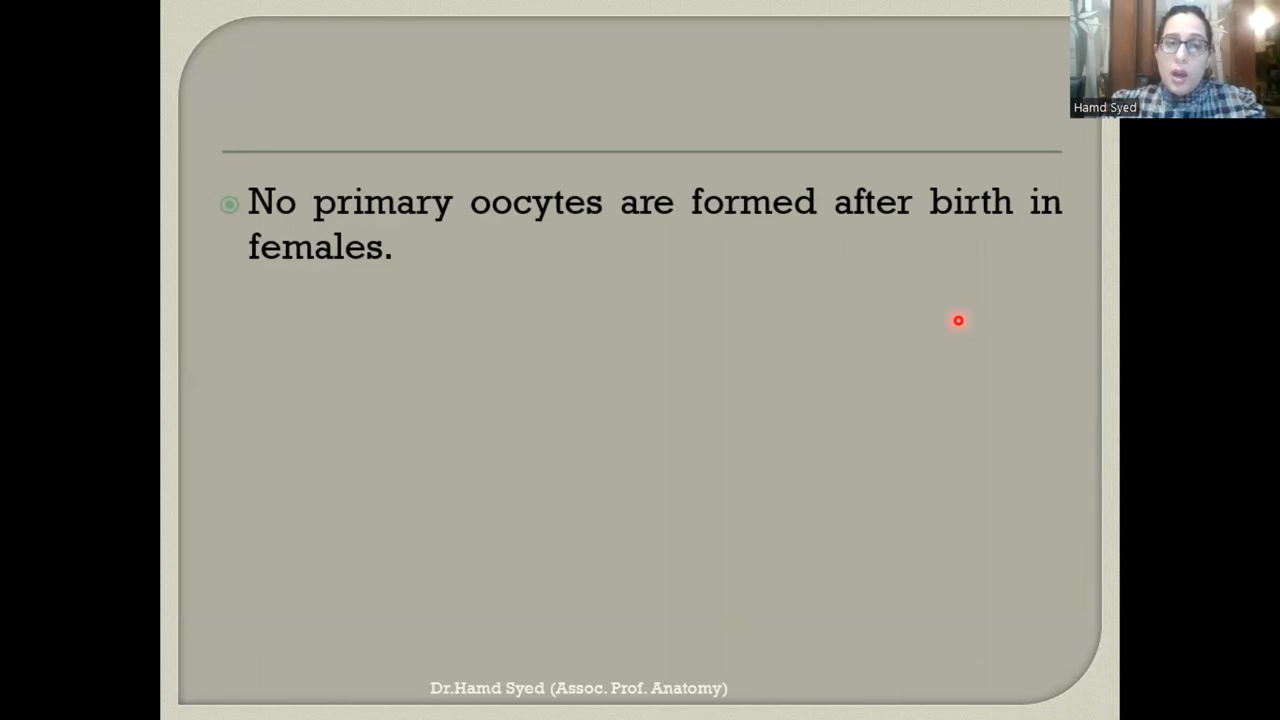 Hamd Syed
No primary oocytes are formed after birth in
females.
Dr.Hamd Syed (Assoc. Prof. Anatomy)